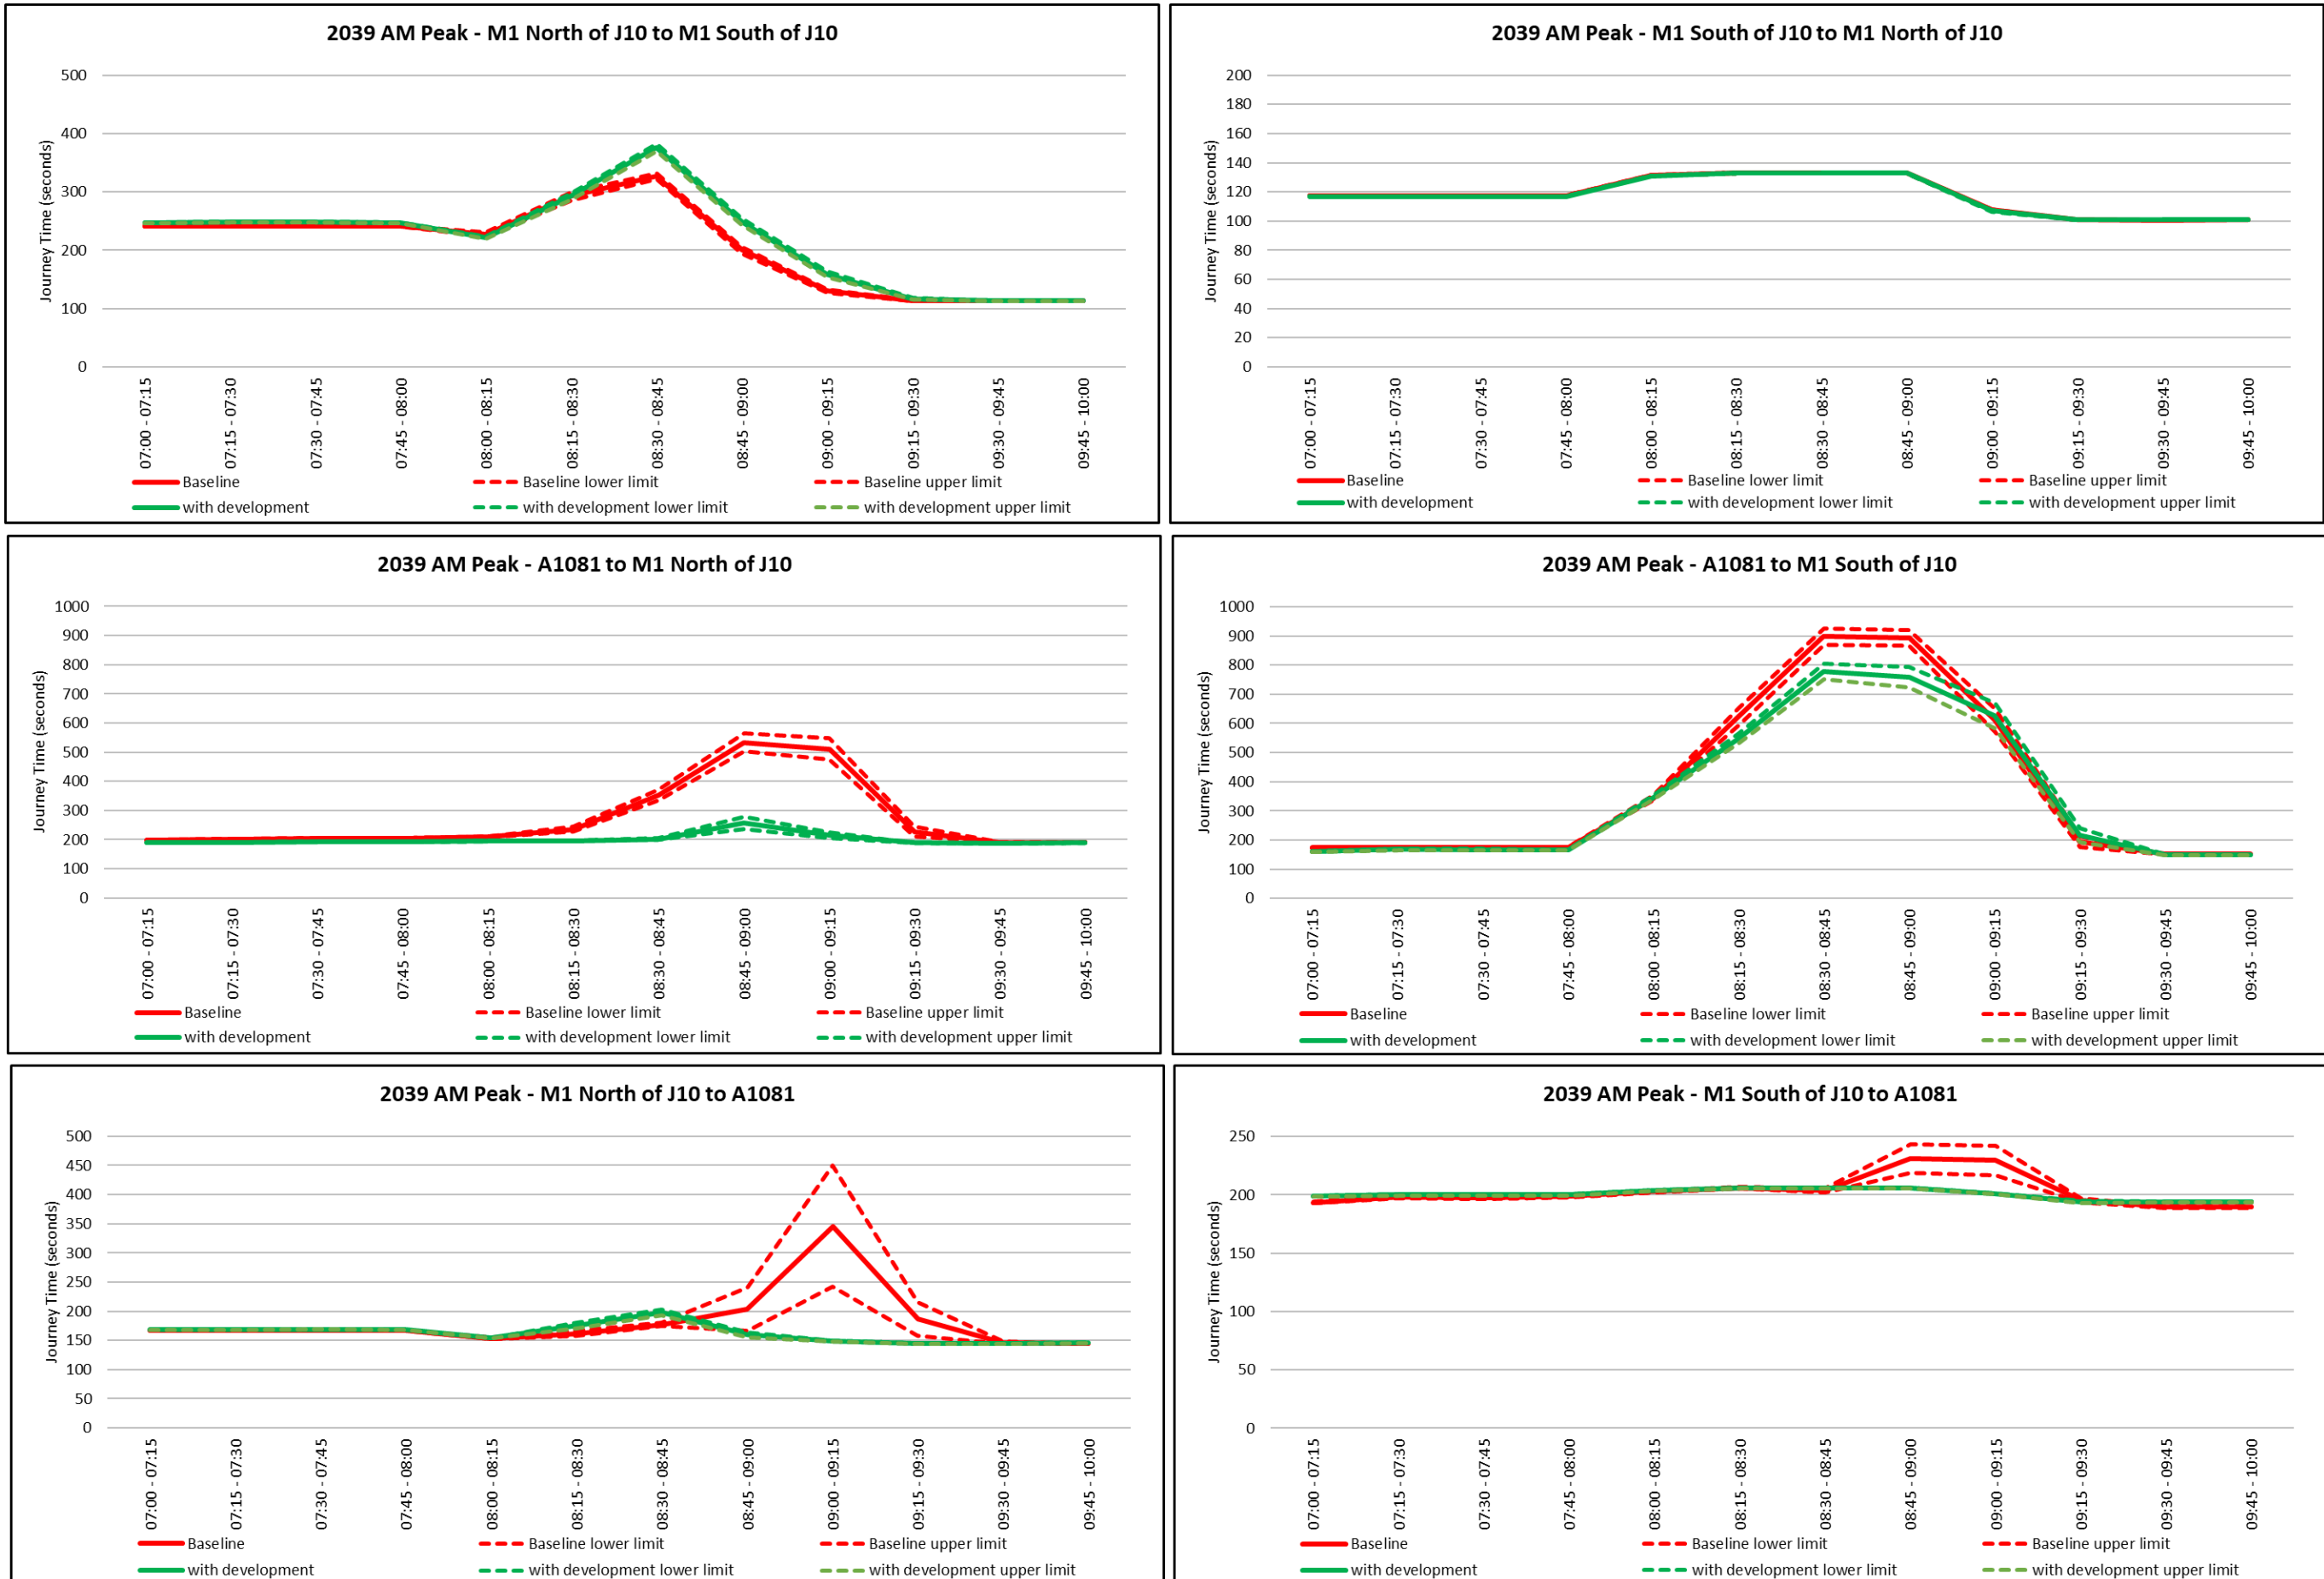 2039 AM Peak - M1 North of J10 to M1 South of J10
Journey Time (seconds)
500
400
300
200
100
0
07:00 - 07:15
07:15 - 07:30
07:30 - 07:45
07:45 - 08:00
08:00 - 08:15
08:15 - 08:30
08:30 - 08:45
08:45 - 09:00
09:00 - 09:15
09:15 - 09:30
09:30 - 09:45
09:45 - 10:00
Baseline Baseline lower limit Baseline upper limit
with development with development lower limit with development upper limit
2039 AM Peak - M1 South of J10 to M1 North of J10
Journey Time (seconds)
200
180
160
140
120
100
80
60
40
20
0
07:00 - 07:15
07:15 - 07:30
07:30 - 07:45
07:45 - 08:00
08:00 - 08:15
08:15 - 08:30
08:30 - 08:45
08:45 - 09:00
09:00 - 09:15
09:15 - 09:30
09:30 - 09:45
09:45 - 10:00
Baseline Baseline lower limit Baseline upper limit
with development with development lower limit with development upper limit
2039 AM Peak - A1081 to M1 North of J10
Journey Time (seconds)
1000
900
800
700
600
500
400
300
200
100
0
07:00 - 07:15
07:15 - 07:30
07:30 - 07:45
07:45 - 08:00
08:00 - 08:15
08:15 - 08:30
08:30 - 08:45
08:45 - 09:00
09:00 - 09:15
09:15 - 09:30
09:30 - 09:45
09:45 - 10:00
Baseline Baseline lower limit Baseline upper limit
with development with development lower limit with development upper limit
2039 AM Peak - A1081 to M1 South of J10
Journey Time (seconds)
1000
900
800
700
600
500
400
300
200
100
0
07:00 - 07:15
07:15 - 07:30
07:30 - 07:45
07:45 - 08:00
08:00 - 08:15
08:15 - 08:30
08:30 - 08:45
08:45 - 09:00
09:00 - 09:15
09:15 - 09:30
09:30 - 09:45
09:45 - 10:00
Baseline Baseline lower limit Baseline upper limit
with development with development lower limit with development upper limit
2039 AM Peak - M1 North of J10 to A1081
Journey Time (seconds)
500
450
400
350
300
250
200
150
100
50
0
07:00 - 07:15
07:15 - 07:30
07:30 - 07:45
07:45 - 08:00
08:00 - 08:15
08:15 - 08:30
08:30 - 08:45
08:45 - 09:00
09:00 - 09:15
09:15 - 09:30
09:30 - 09:45
09:45 - 10:00
Baseline Baseline lower limit Baseline upper limit
with development with development lower limit with development upper limit
2039 AM Peak - M1 South of J10 to A1081
Journey Time (seconds)
250
200
150
100
50
0
07:00 - 07:15
07:15 - 07:30
07:30 - 07:45
07:45 - 08:00
08:00 - 08:15
08:15 - 08:30
08:30 - 08:45
08:45 - 09:00
09:00 - 09:15
09:15 - 09:30
09:30 - 09:45
09:45 - 10:00
Baseline Baseline lower limit Baseline upper limit
with development with development lower limit with development upper limit